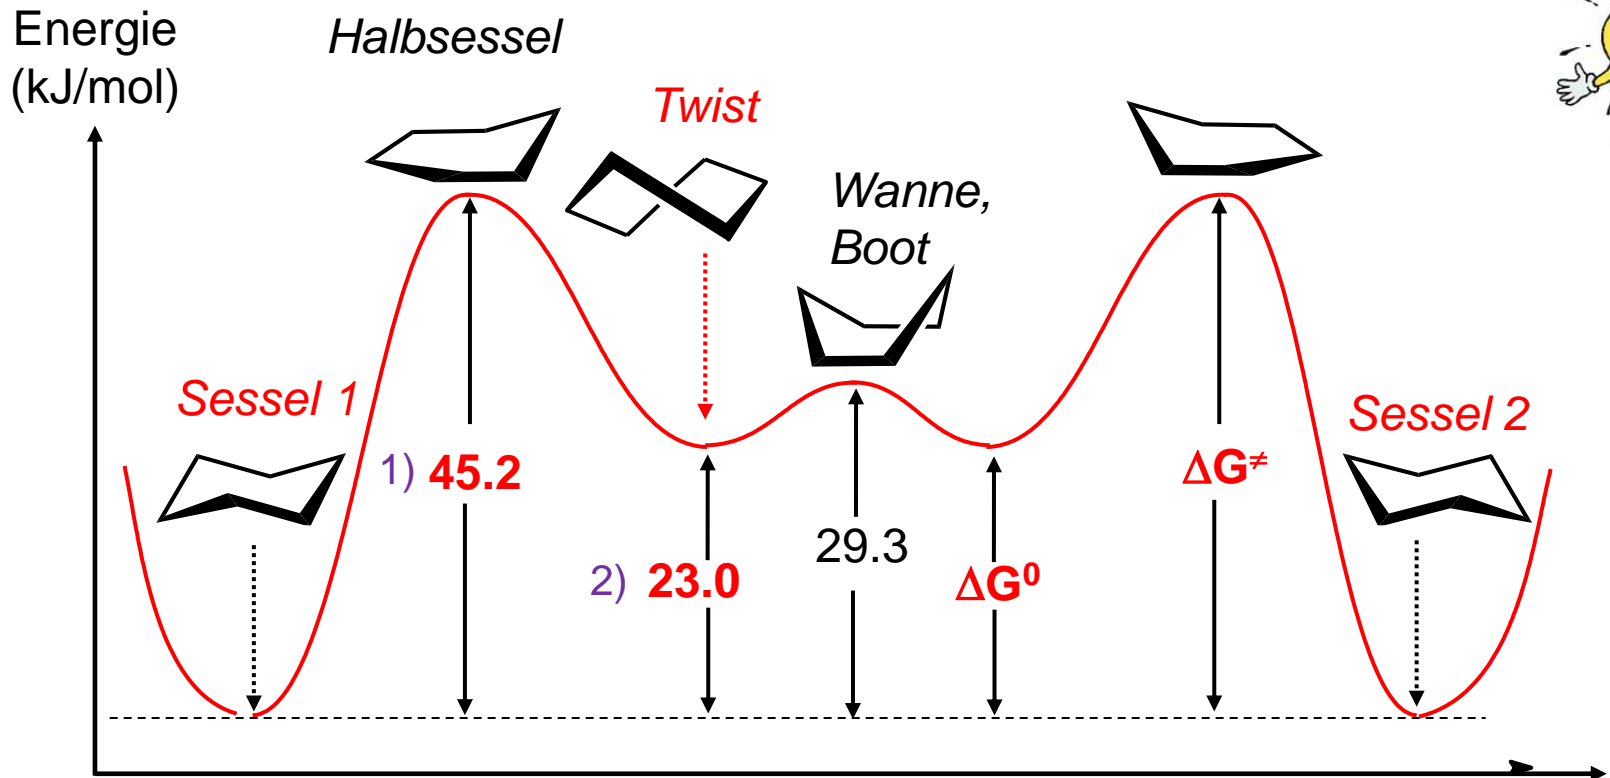 Energie
(kJ/mol)
Halbsessel
Twist
Wanne,
Boot
Sessel 1
Sessel 2
1) 45.2
ΔG≠
29.3
2) 23.0
ΔG⁰